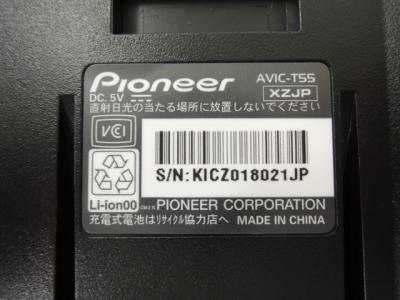 Pioneer AVIC-T55
DC. 5V XZJP
直射日光の当たる場所に放置しないでください
VCI
S/N:KICZ018021JP
Li-ion00 PIONEER CORPORATION
充電式電池はリサイクル協力店へ MADE IN CHINA